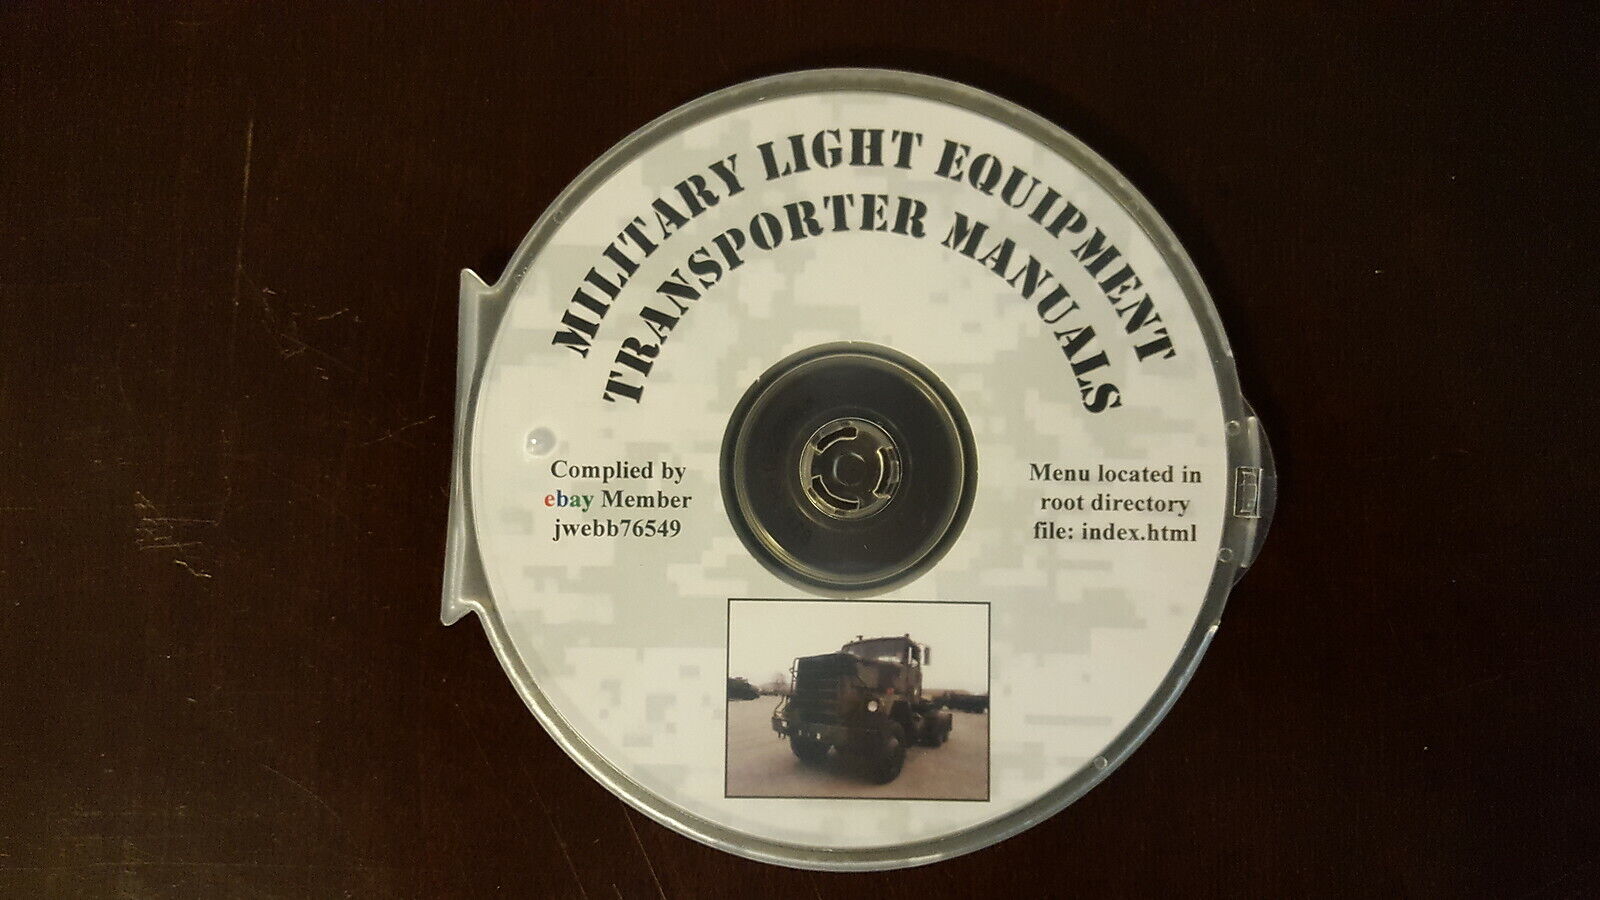 MILITARY LIGHT EQUIPMENT
TRANSPORTER MANUALS
Complied by
ebay Member
jwebb76549
Menu located in
root directory
file: index.html